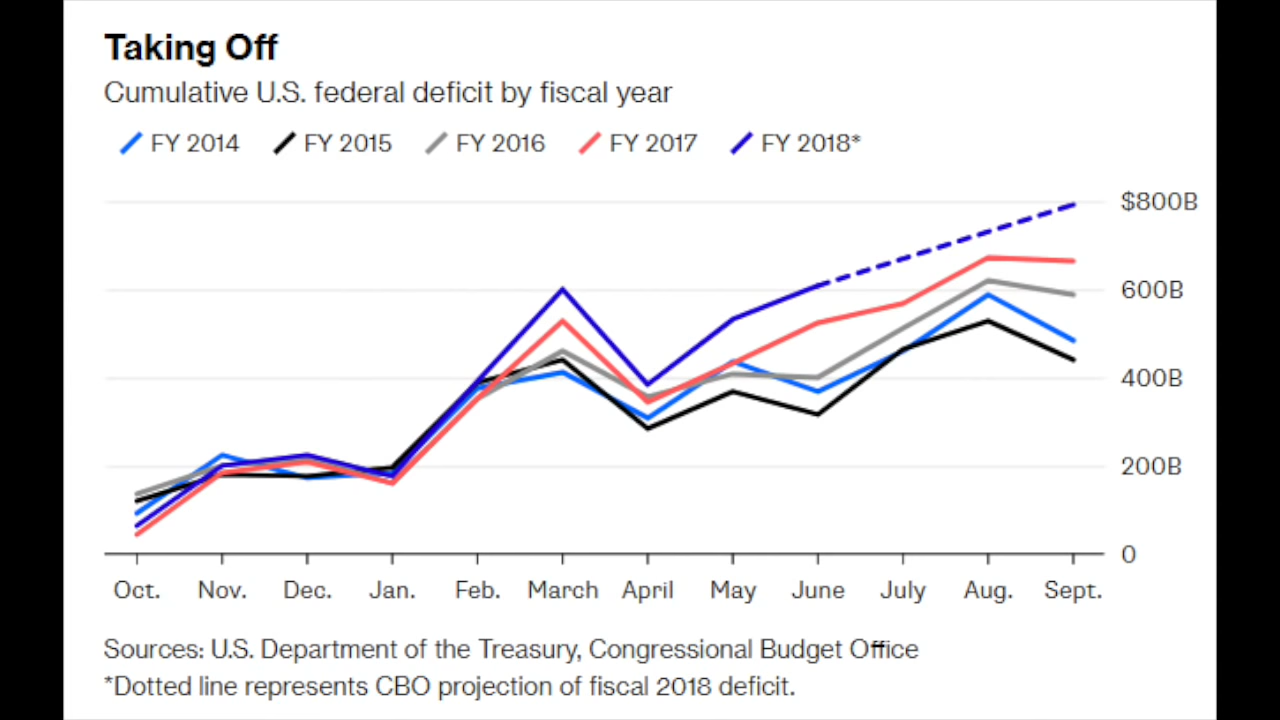 Taking Off
Cumulative U.S. federal deficit by fiscal year
FY 2014 FY 2015 FY 2016 FY 2017 FY 2018*
$800B
600B
400B
200B
0
Oct. Nov. Dec. Jan. Feb. March April May June July Aug. Sept.
Sources: U.S. Department of the Treasury, Congressional Budget Office
*Dotted line represents CBO projection of fiscal 2018 deficit.